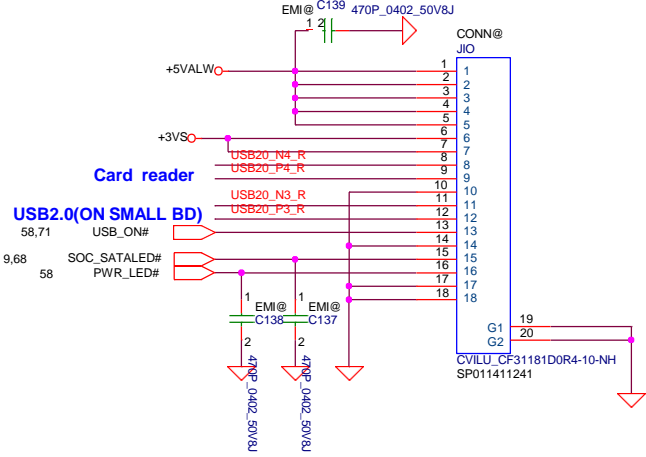 EMI@ C139 470P_0402_50V8J
1 2
CONN@
JIO
+5VALW
1 1
2 2
3 3
4 4
5 5
+3VS
6 6
7 7
USB20_N4_R 8 8
USB20_P4_R 9 9
Card reader
10 10
USB20_N3_R 11 11
USB20_P3_R 12 12
USB2.0(ON SMALL BD)
58,71 USB_ON# 13 13
14 14
9,68 SOC_SATALED# 15 15
58 PWR_LED# 16 16
17 17
18 18
1 EMI@ 1 EMI@
C138 C137
2 2
470P_0402_50V8J 470P_0402_50V8J
G1 19
G2 20
CVILU_CF31181D0R4-10-NH
SP011411241